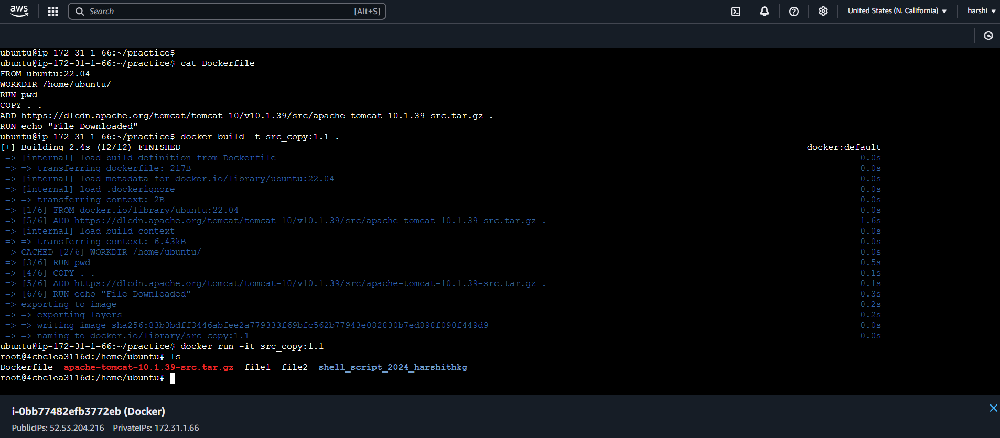 aws
Search [Alt+S]
United States (N. California) ▼ harshi ▼
ubuntu@ip-172-31-1-66:~/practice$
ubuntu@ip-172-31-1-66:~/practice$ cat Dockerfile
FROM ubuntu:22.04
WORKDIR /home/ubuntu/
RUN pwd
COPY . .
ADD https://dlcdn.apache.org/tomcat/tomcat-10/v10.1.39/src/apache-tomcat-10.1.39-src.tar.gz .
RUN echo "File Downloaded"
ubuntu@ip-172-31-1-66:~/practice$ docker build -t src_copy:1.1 .
[+] Building 2.4s (12/12) FINISHED docker:default
=> [internal] load build definition from Dockerfile 0.0s
=> => transferring dockerfile: 217B 0.0s
=> [internal] load metadata for docker.io/library/ubuntu:22.04 0.0s
=> [internal] load .dockerignore 0.0s
=> => transferring context: 2B 0.0s
=> [1/6] FROM docker.io/library/ubuntu:22.04 0.0s
=> [5/6] ADD https://dlcdn.apache.org/tomcat/tomcat-10/v10.1.39/src/apache-tomcat-10.1.39-src.tar.gz . 1.6s
=> [internal] load build context 0.0s
=> => transferring context: 6.43kB 0.0s
=> CACHED [2/6] WORKDIR /home/ubuntu/ 0.0s
=> [3/6] RUN pwd 0.5s
=> [4/6] COPY . . 0.1s
=> [5/6] ADD https://dlcdn.apache.org/tomcat/tomcat-10/v10.1.39/src/apache-tomcat-10.1.39-src.tar.gz . 0.1s
=> [6/6] RUN echo "File Downloaded" 0.3s
=> exporting to image 0.2s
=> => exporting layers 0.2s
=> => writing image sha256:83b3bdff3446abfee2a779333f69bfc562b77943e082830b7ed898f090f449d9 0.0s
=> => naming to docker.io/library/src_copy:1.1 0.0s
ubuntu@ip-172-31-1-66:~/practice$ docker run -it src_copy:1.1
root@4cbc1ea3116d:/home/ubuntu# ls
Dockerfile apache-tomcat-10.1.39-src.tar.gz file1 file2 shell_script_2024_harshithkg
root@4cbc1ea3116d:/home/ubuntu#
i-0bb77482efb3772eb (Docker)
PublicIPs: 52.53.204.216 PrivateIPs: 172.31.1.66